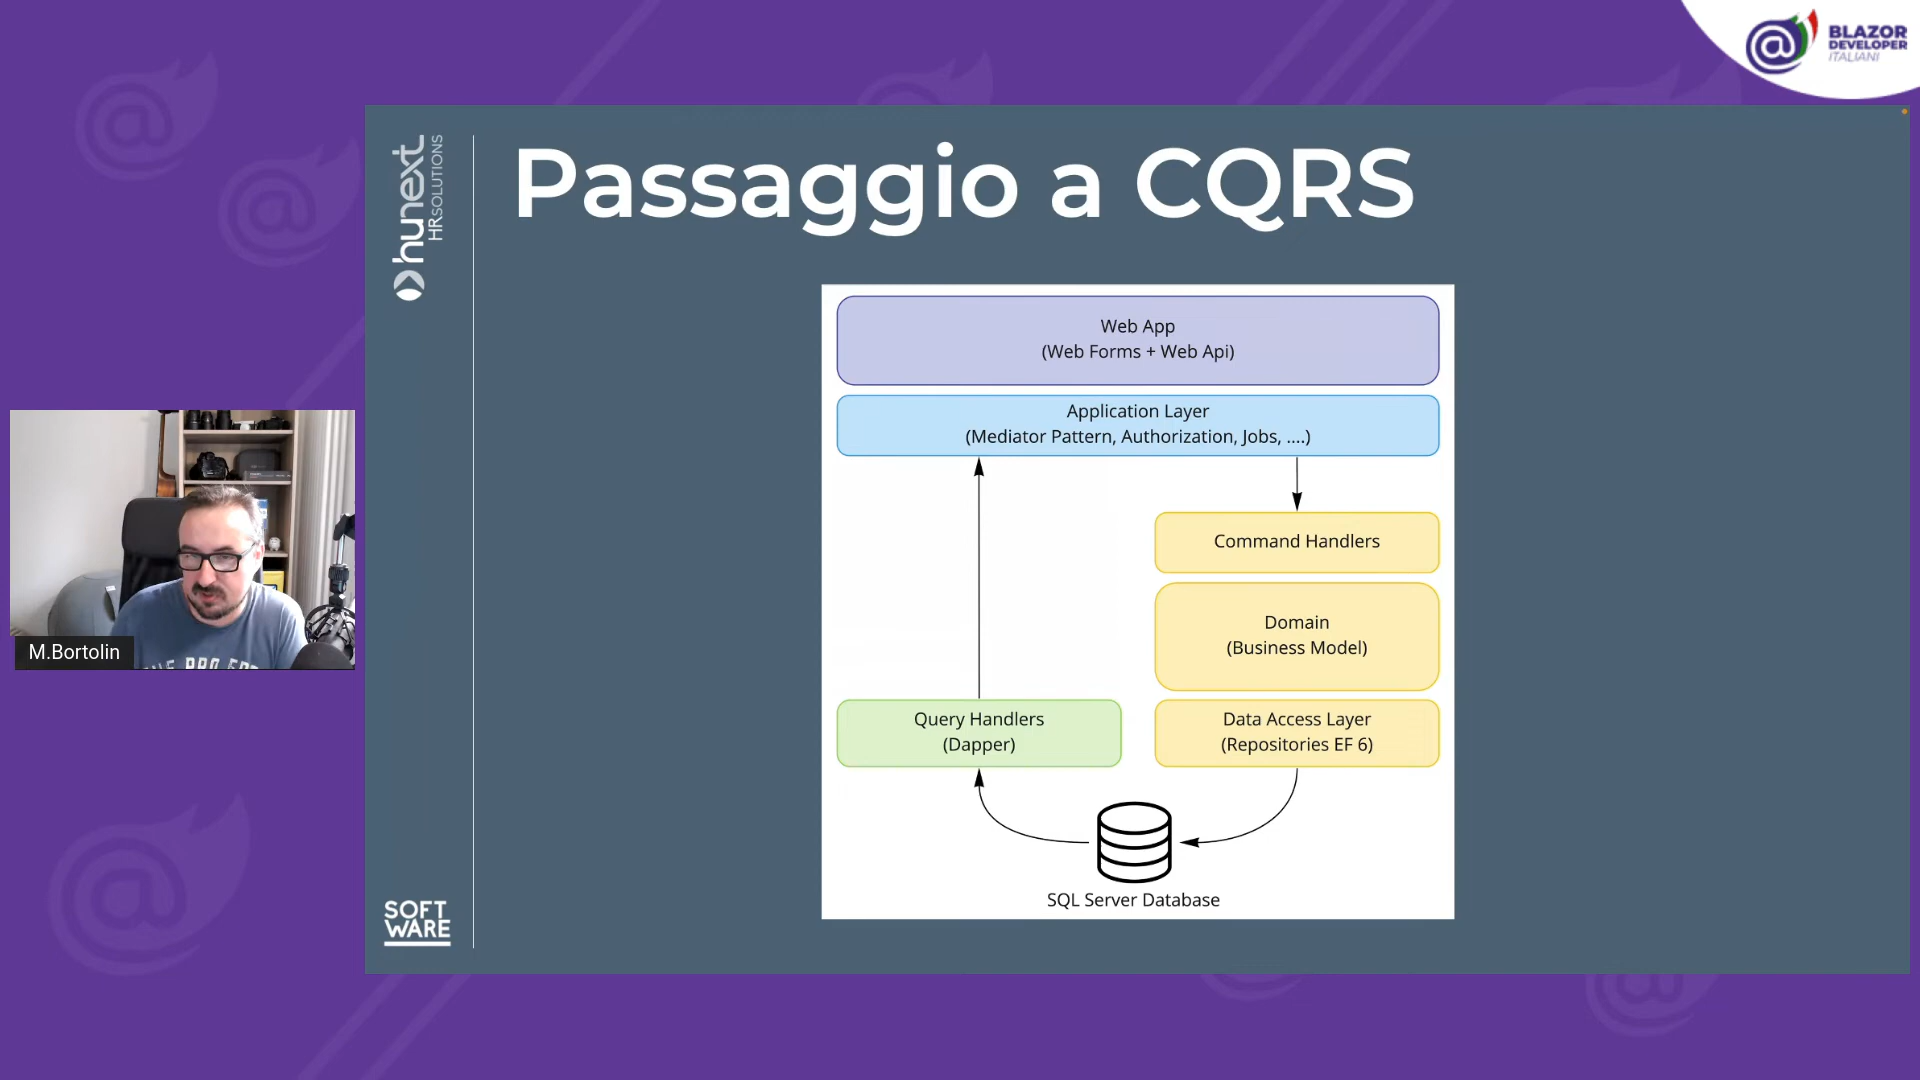 BLAZOR
DEVELOPER
ITALIANI
hunext
HRSOLUTIONS
Passaggio a CQRS
Web App
(Web Forms + Web Api)
Application Layer
(Mediator Pattern, Authorization, Jobs, ....)
Command Handlers
Domain
(Business Model)
Query Handlers
(Dapper)
Data Access Layer
(Repositories EF 6)
SQL Server Database
M.Bortolin
SOFT
WARE